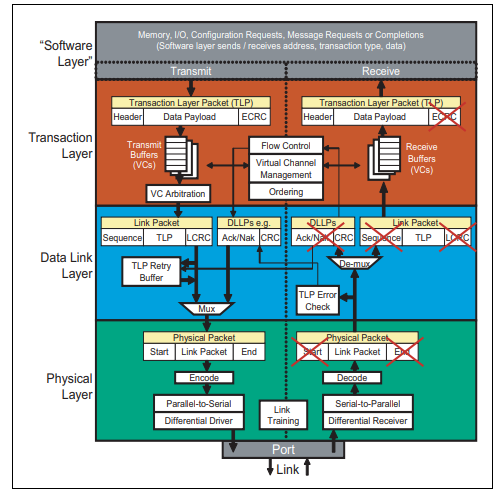 "Software
Layer"
Memory, I/O, Configuration Requests, Message Requests or Completions
(Software layer sends / receives address, transaction type, data)
Transmit
Receive
Transaction
Layer
Transaction Layer Packet (TLP)
Header
Data Payload
ECRC
Transaction Layer Packet (TLP)
Header
Data Payload
ECRC
Transmit
Buffers
(VCs)
Flow Control
Virtual Channel
Management
Ordering
Receive
Buffers
(VCs)
VC Arbitration
Data Link
Layer
Link Packet
Sequence
TLP
LCRC
DLLPs e.g.
Ack/Nak
CRC
DLLPs
Ack/Nak
CRC
Link Packet
Sequence
TLP
LCRC
TLP Retry
Buffer
De-mux
TLP Error
Check
Mux
Physical
Layer
Physical Packet
Start
Link Packet
End
Physical Packet
Start
Link Packet
End
Encode
Decode
Parallel-to-Serial
Differential Driver
Link
Training
Serial-to-Parallel
Differential Receiver
Port
Link